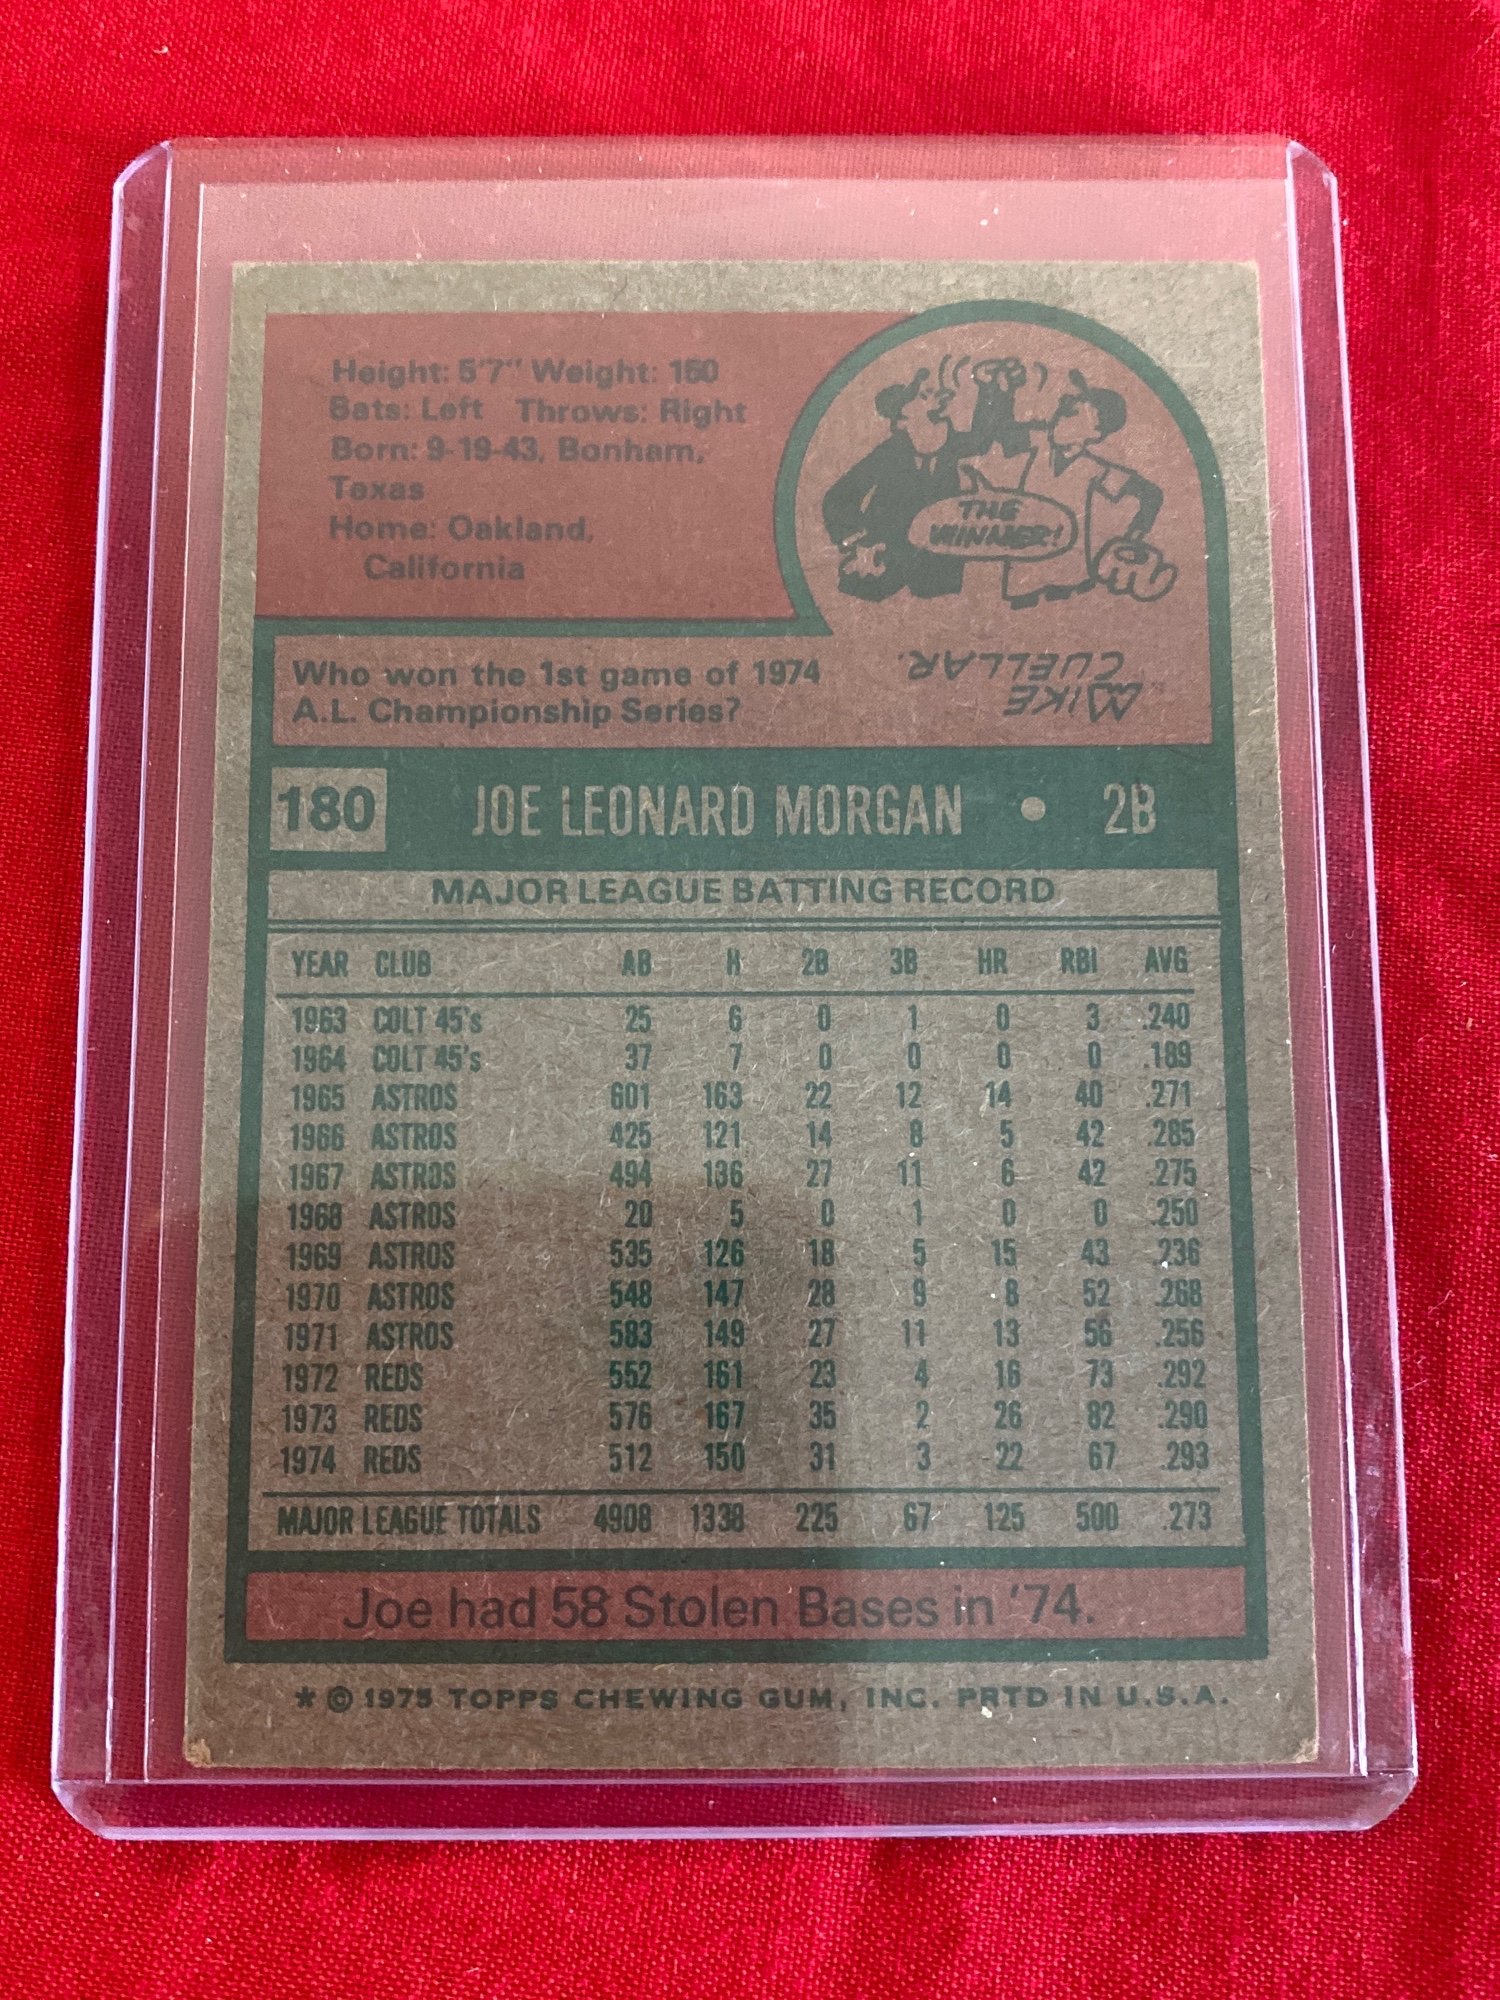 Height: 5'7" Weight: 160
Bats: Left Throws: Right
Born: 9-19-43, Bonham,
Texas
Home: Oakland,
California
THE
WINNER!
Who won the 1st game of 1974
A.L. Championship Series?
MIKE
CUELLAR.
180 JOE LEONARD MORGAN • 2B
MAJOR LEAGUE BATTING RECORD
YEAR CLUB AB H 2B 3B HR RBI AVG
1963 COLT 45's 25 6 0 1 0 3 .240
1964 COLT 45's 37 7 0 0 0 0 .189
1965 ASTROS 601 163 22 12 14 40 .271
1966 ASTROS 425 121 14 8 5 42 .285
1967 ASTROS 494 136 27 11 6 42 .275
1968 ASTROS 20 5 0 1 0 0 .250
1969 ASTROS 535 126 18 5 15 43 .236
1970 ASTROS 548 147 28 9 8 52 .268
1971 ASTROS 583 149 27 11 13 56 .256
1972 REDS 552 161 23 4 16 73 .292
1973 REDS 576 167 35 2 26 82 .290
1974 REDS 512 150 31 3 22 67 .293
MAJOR LEAGUE TOTALS 4908 1338 225 67 125 500 .273
Joe had 58 Stolen Bases in '74.
* © 1975 TOPPS CHEWING GUM, INC. PRTD IN U.S.A.